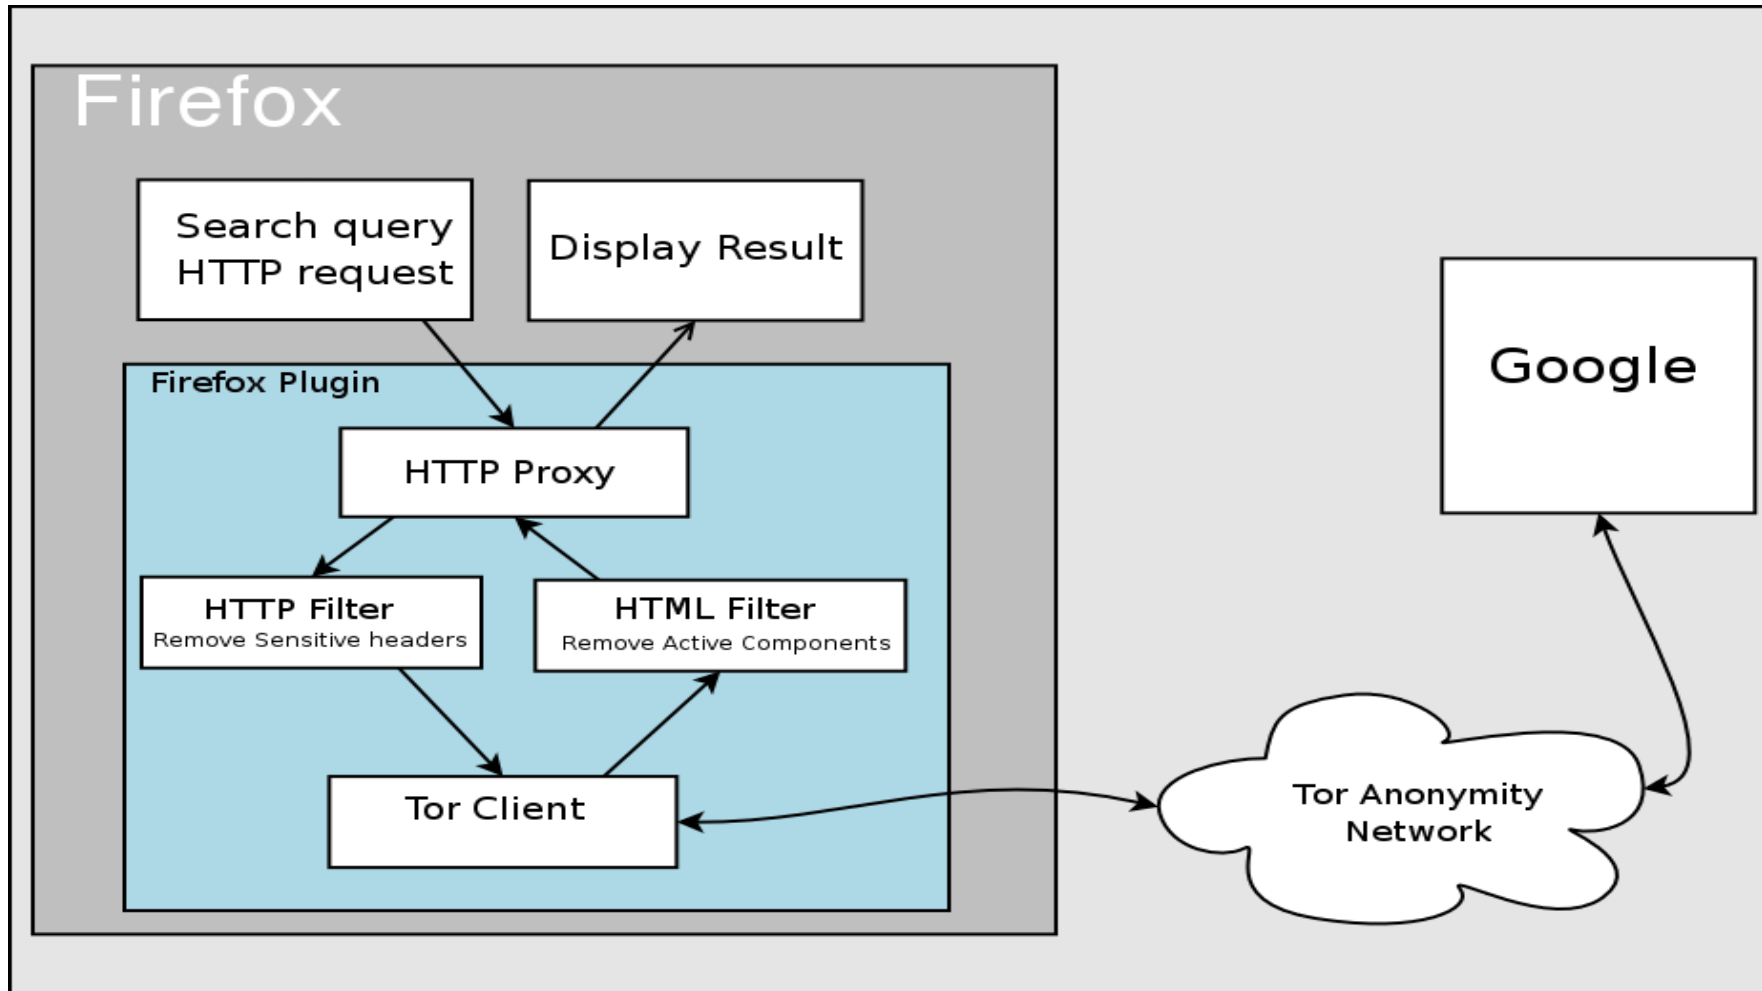 Firefox
Search query
HTTP request
Display Result
Google
Firefox Plugin
HTTP Proxy
HTTP Filter
Remove Sensitive headers
HTML Filter
Remove Active Components
Tor Client
Tor Anonymity
Network